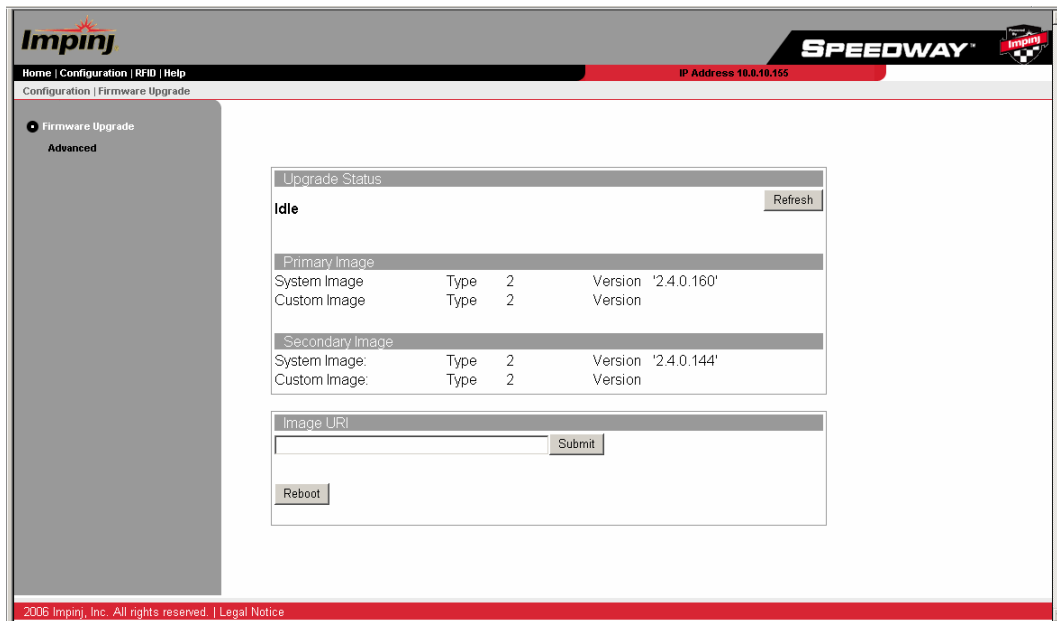 Impinj
SPEEDWAY™
Powered By Impinj
Home | Configuration | RFID | Help
IP Address 10.0.10.155
Configuration | Firmware Upgrade
Firmware Upgrade
Advanced
Upgrade Status
Idle
Refresh
Primary Image
System Image Type 2 Version '2.4.0.160'
Custom Image Type 2 Version
Secondary Image
System Image: Type 2 Version '2.4.0.144'
Custom Image: Type 2 Version
Image URI
Submit
Reboot
2006 Impinj, Inc. All rights reserved. | Legal Notice